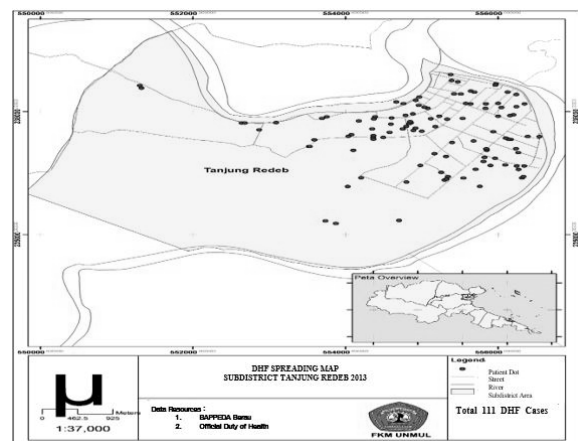 550000 552000 554000 556000
Tanjung Redeb
Peta Overview
550000 552000 554000 556000
DHF SPREADING MAP
SUBDISTRICT TANJUNG REDEB 2013
Legend
Patient Dot
Street
River
Subdistrict Area
Total 111 DHF Cases
0 462.5 925
Meters
1:37,000
Data Resources :
1. BAPPEDA Berau
2. Official Duty of Health
FKM UNMUL